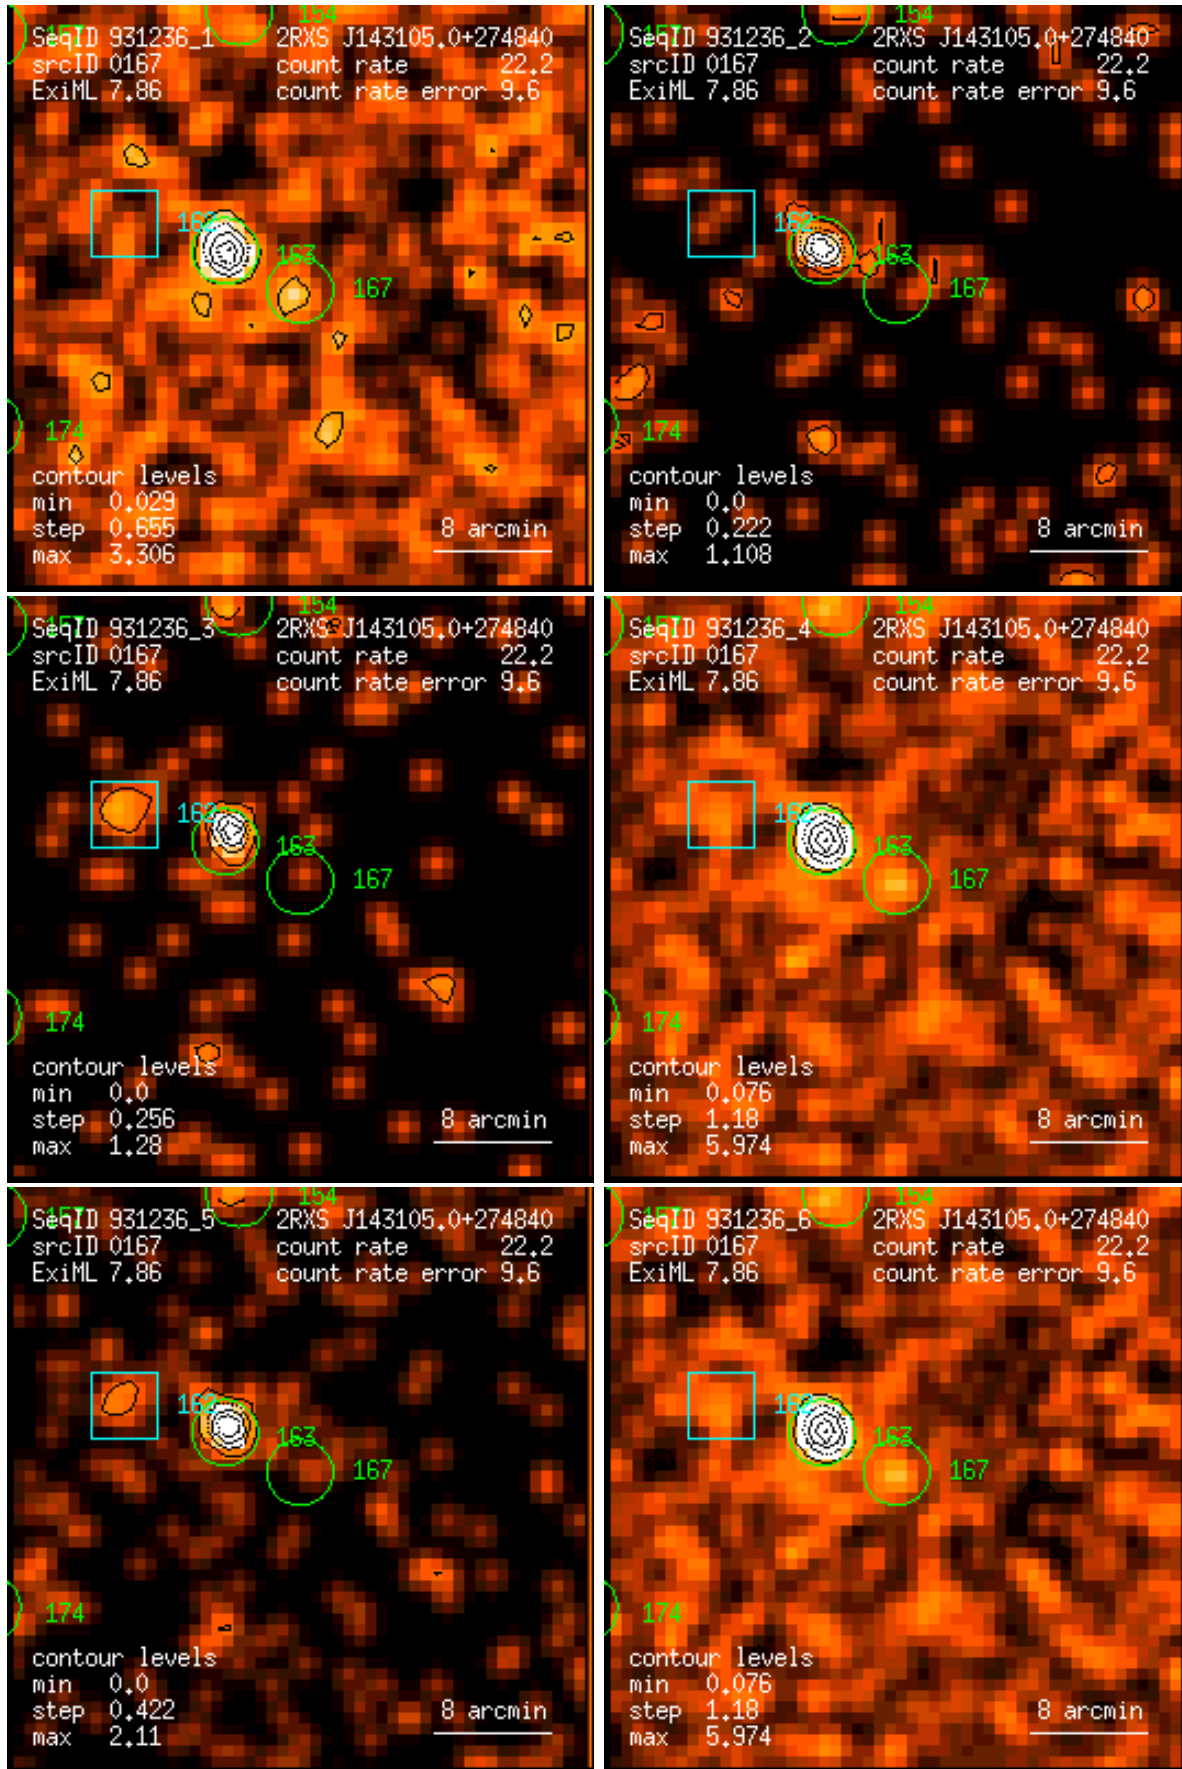 154
157
SeqID 931236_1 2RXS J143105.0+274840
srcID 0167 count rate 22.2
ExiML 7.86 count rate error 9.6
162
163
167
174
contour levels
min 0.029
step 0.655 8 arcmin
max 3.306
154
157
SeqID 931236_2 2RXS J143105.0+274840
srcID 0167 count rate 22.2
ExiML 7.86 count rate error 9.6
162
163
167
174
contour levels
min 0.0
step 0.222 8 arcmin
max 1.108
154
157
SeqID 931236_3 2RXS J143105.0+274840
srcID 0167 count rate 22.2
ExiML 7.86 count rate error 9.6
162
163
167
174
contour levels
min 0.0
step 0.256 8 arcmin
max 1.28
154
157
SeqID 931236_4 2RXS J143105.0+274840
srcID 0167 count rate 22.2
ExiML 7.86 count rate error 9.6
162
163
167
174
contour levels
min 0.076
step 1.18 8 arcmin
max 5.974
154
157
SeqID 931236_5 2RXS J143105.0+274840
srcID 0167 count rate 22.2
ExiML 7.86 count rate error 9.6
162
163
167
174
contour levels
min 0.0
step 0.422 8 arcmin
max 2.11
154
157
SeqID 931236_6 2RXS J143105.0+274840
srcID 0167 count rate 22.2
ExiML 7.86 count rate error 9.6
162
163
167
174
contour levels
min 0.076
step 1.18 8 arcmin
max 5.974